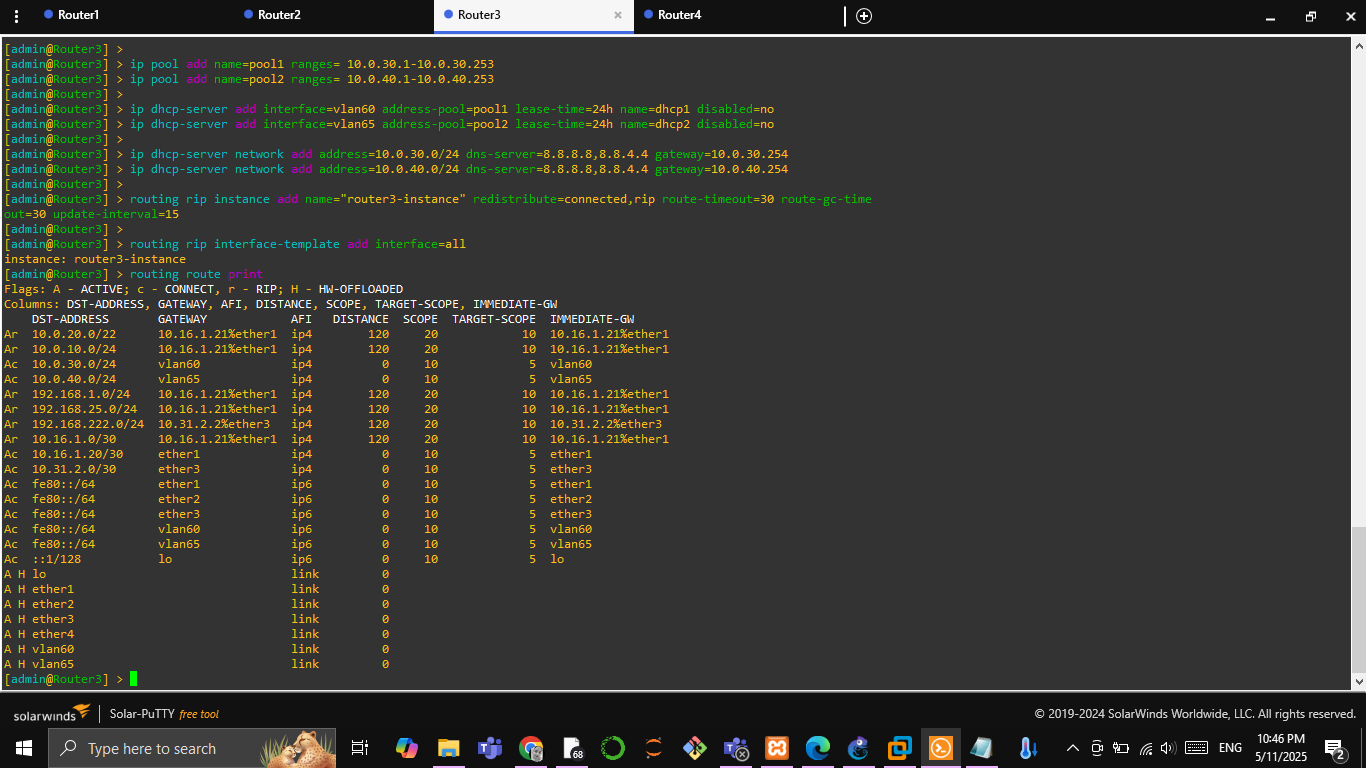 Router1 Router2 Router3 × Router4
[admin@Router3] >
[admin@Router3] > ip pool add name=pool1 ranges= 10.0.30.1-10.0.30.253
[admin@Router3] > ip pool add name=pool2 ranges= 10.0.40.1-10.0.40.253
[admin@Router3] >
[admin@Router3] > ip dhcp-server add interface=vlan60 address-pool=pool1 lease-time=24h name=dhcp1 disabled=no
[admin@Router3] > ip dhcp-server add interface=vlan65 address-pool=pool2 lease-time=24h name=dhcp2 disabled=no
[admin@Router3] >
[admin@Router3] > ip dhcp-server network add address=10.0.30.0/24 dns-server=8.8.8.8,8.8.4.4 gateway=10.0.30.254
[admin@Router3] > ip dhcp-server network add address=10.0.40.0/24 dns-server=8.8.8.8,8.8.4.4 gateway=10.0.40.254
[admin@Router3] >
[admin@Router3] > routing rip instance add name="router3-instance" redistribute=connected,rip route-timeout=30 route-gc-time
out=30 update-interval=15
[admin@Router3] >
[admin@Router3] > routing rip interface-template add interface=all
instance: router3-instance
[admin@Router3] > routing route print
Flags: A - ACTIVE; c - CONNECT, r - RIP; H - HW-OFFLOADED
Columns: DST-ADDRESS, GATEWAY, AFI, DISTANCE, SCOPE, TARGET-SCOPE, IMMEDIATE-GW
DST-ADDRESS GATEWAY AFI DISTANCE SCOPE TARGET-SCOPE IMMEDIATE-GW
Ar 10.0.20.0/22 10.16.1.21%ether1 ip4 120 20 10 10.16.1.21%ether1
Ar 10.0.10.0/24 10.16.1.21%ether1 ip4 120 20 10 10.16.1.21%ether1
Ac 10.0.30.0/24 vlan60 ip4 0 10 5 vlan60
Ac 10.0.40.0/24 vlan65 ip4 0 10 5 vlan65
Ar 192.168.1.0/24 10.16.1.21%ether1 ip4 120 20 10 10.16.1.21%ether1
Ar 192.168.25.0/24 10.16.1.21%ether1 ip4 120 20 10 10.16.1.21%ether1
Ar 192.168.222.0/24 10.31.2.2%ether3 ip4 120 20 10 10.31.2.2%ether3
Ar 10.16.1.0/30 10.16.1.21%ether1 ip4 120 20 10 10.16.1.21%ether1
Ac 10.16.1.20/30 ether1 ip4 0 10 5 ether1
Ac 10.31.2.0/30 ether3 ip4 0 10 5 ether3
Ac fe80::/64 ether1 ip6 0 10 5 ether1
Ac fe80::/64 ether2 ip6 0 10 5 ether2
Ac fe80::/64 ether3 ip6 0 10 5 ether3
Ac fe80::/64 vlan60 ip6 0 10 5 vlan60
Ac fe80::/64 vlan65 ip6 0 10 5 vlan65
Ac ::1/128 lo ip6 0 10 5 lo
A H lo link 0
A H ether1 link 0
A H ether2 link 0
A H ether3 link 0
A H ether4 link 0
A H vlan60 link 0
A H vlan65 link 0
[admin@Router3] >
solarwinds Solar-PuTTY free tool © 2019-2024 SolarWinds Worldwide, LLC. All rights reserved.
Type here to search 68 ENG 10:46 PM
5/11/2025 2